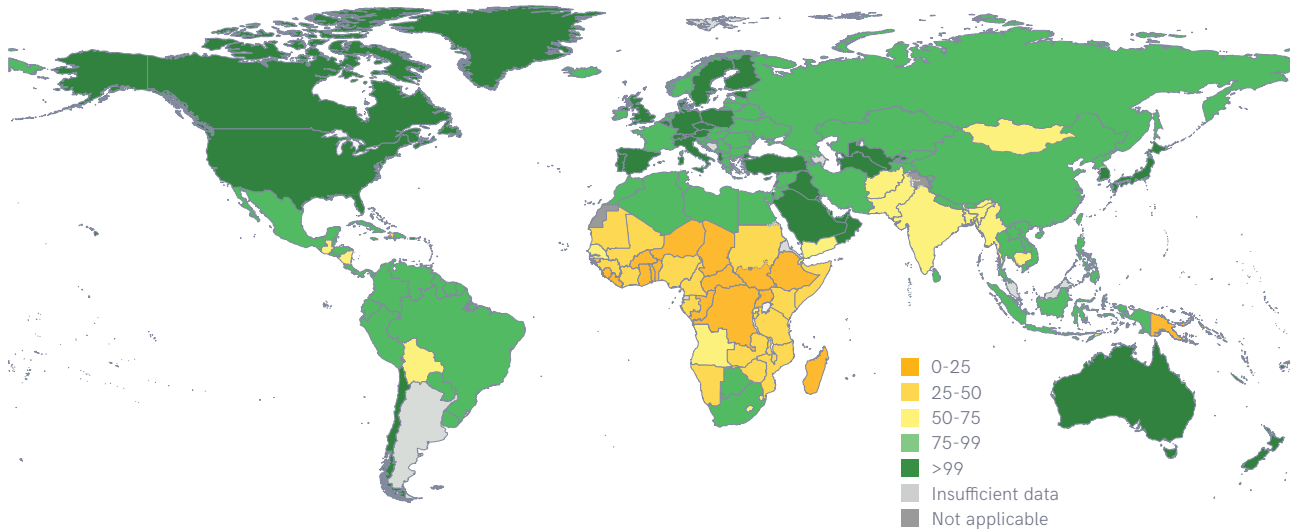 0-25
25-50
50-75
75-99
>99
Insufficient data
Not applicable